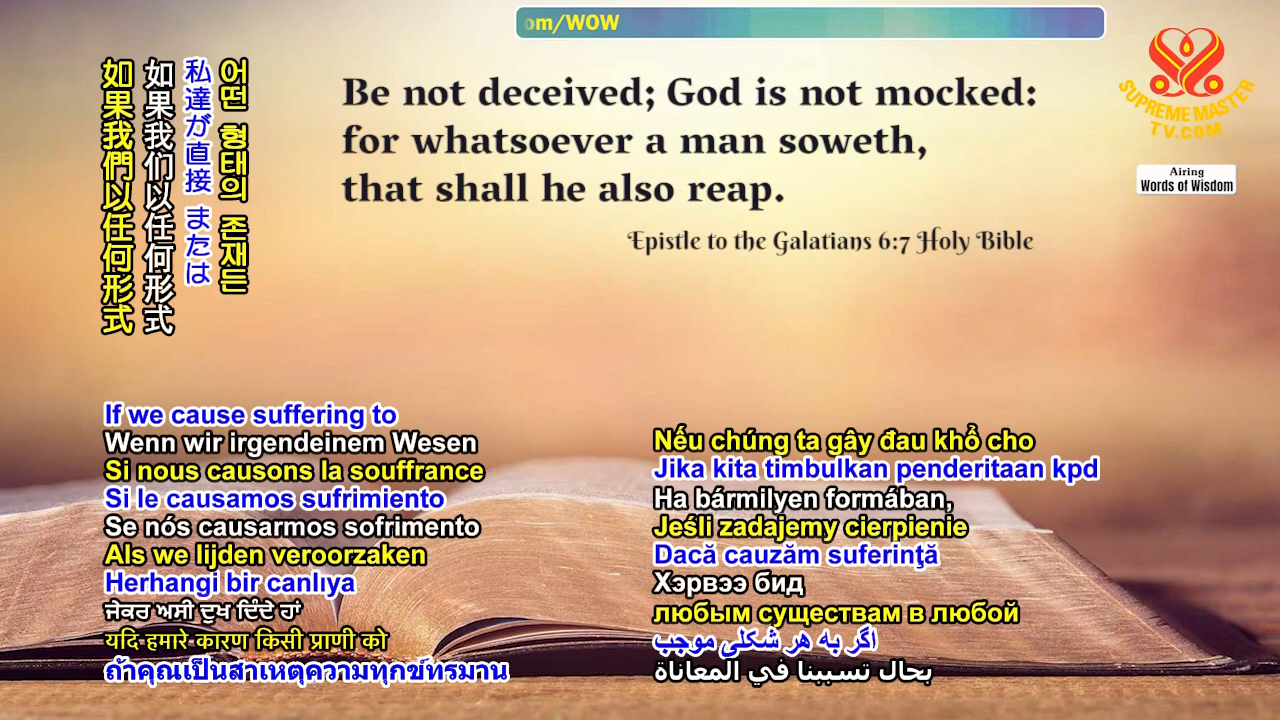 om/WOW
SUPREME MASTER
TV.COM
Airing
Words of Wisdom
Be not deceived; God is not mocked:
for whatsoever a man soweth,
that shall he also reap.
Epistle to the Galatians 6:7 Holy Bible
어떤 형태의 존재든
私達が直接 または
如果我们以任何形式
如果我們以任何形式
If we cause suffering to
Wenn wir irgendeinem Wesen
Si nous causons la souffrance
Si le causamos sufrimiento
Se nós causarmos sofrimento
Als we lijden veroorzaken
Herhangi bir canlıya
ਜੇਕਰ ਅਸੀ ਦੁਖ ਦਿੰਦੇ ਹਾਂ
यदि हमारे कारण किसी प्राणी को
ถ้าคุณเป็นสาเหตุความทุกข์ทรมาน
Nếu chúng ta gây đau khổ cho
Jika kita timbulkan penderitaan kpd
Ha bármilyen formában,
Jeśli zadajemy cierpienie
Dacă cauzăm suferinţă
Хэрвээ бид
любым существам в любой
اگر به هر شکلی موجب
بحال تسببنا في المعاناة